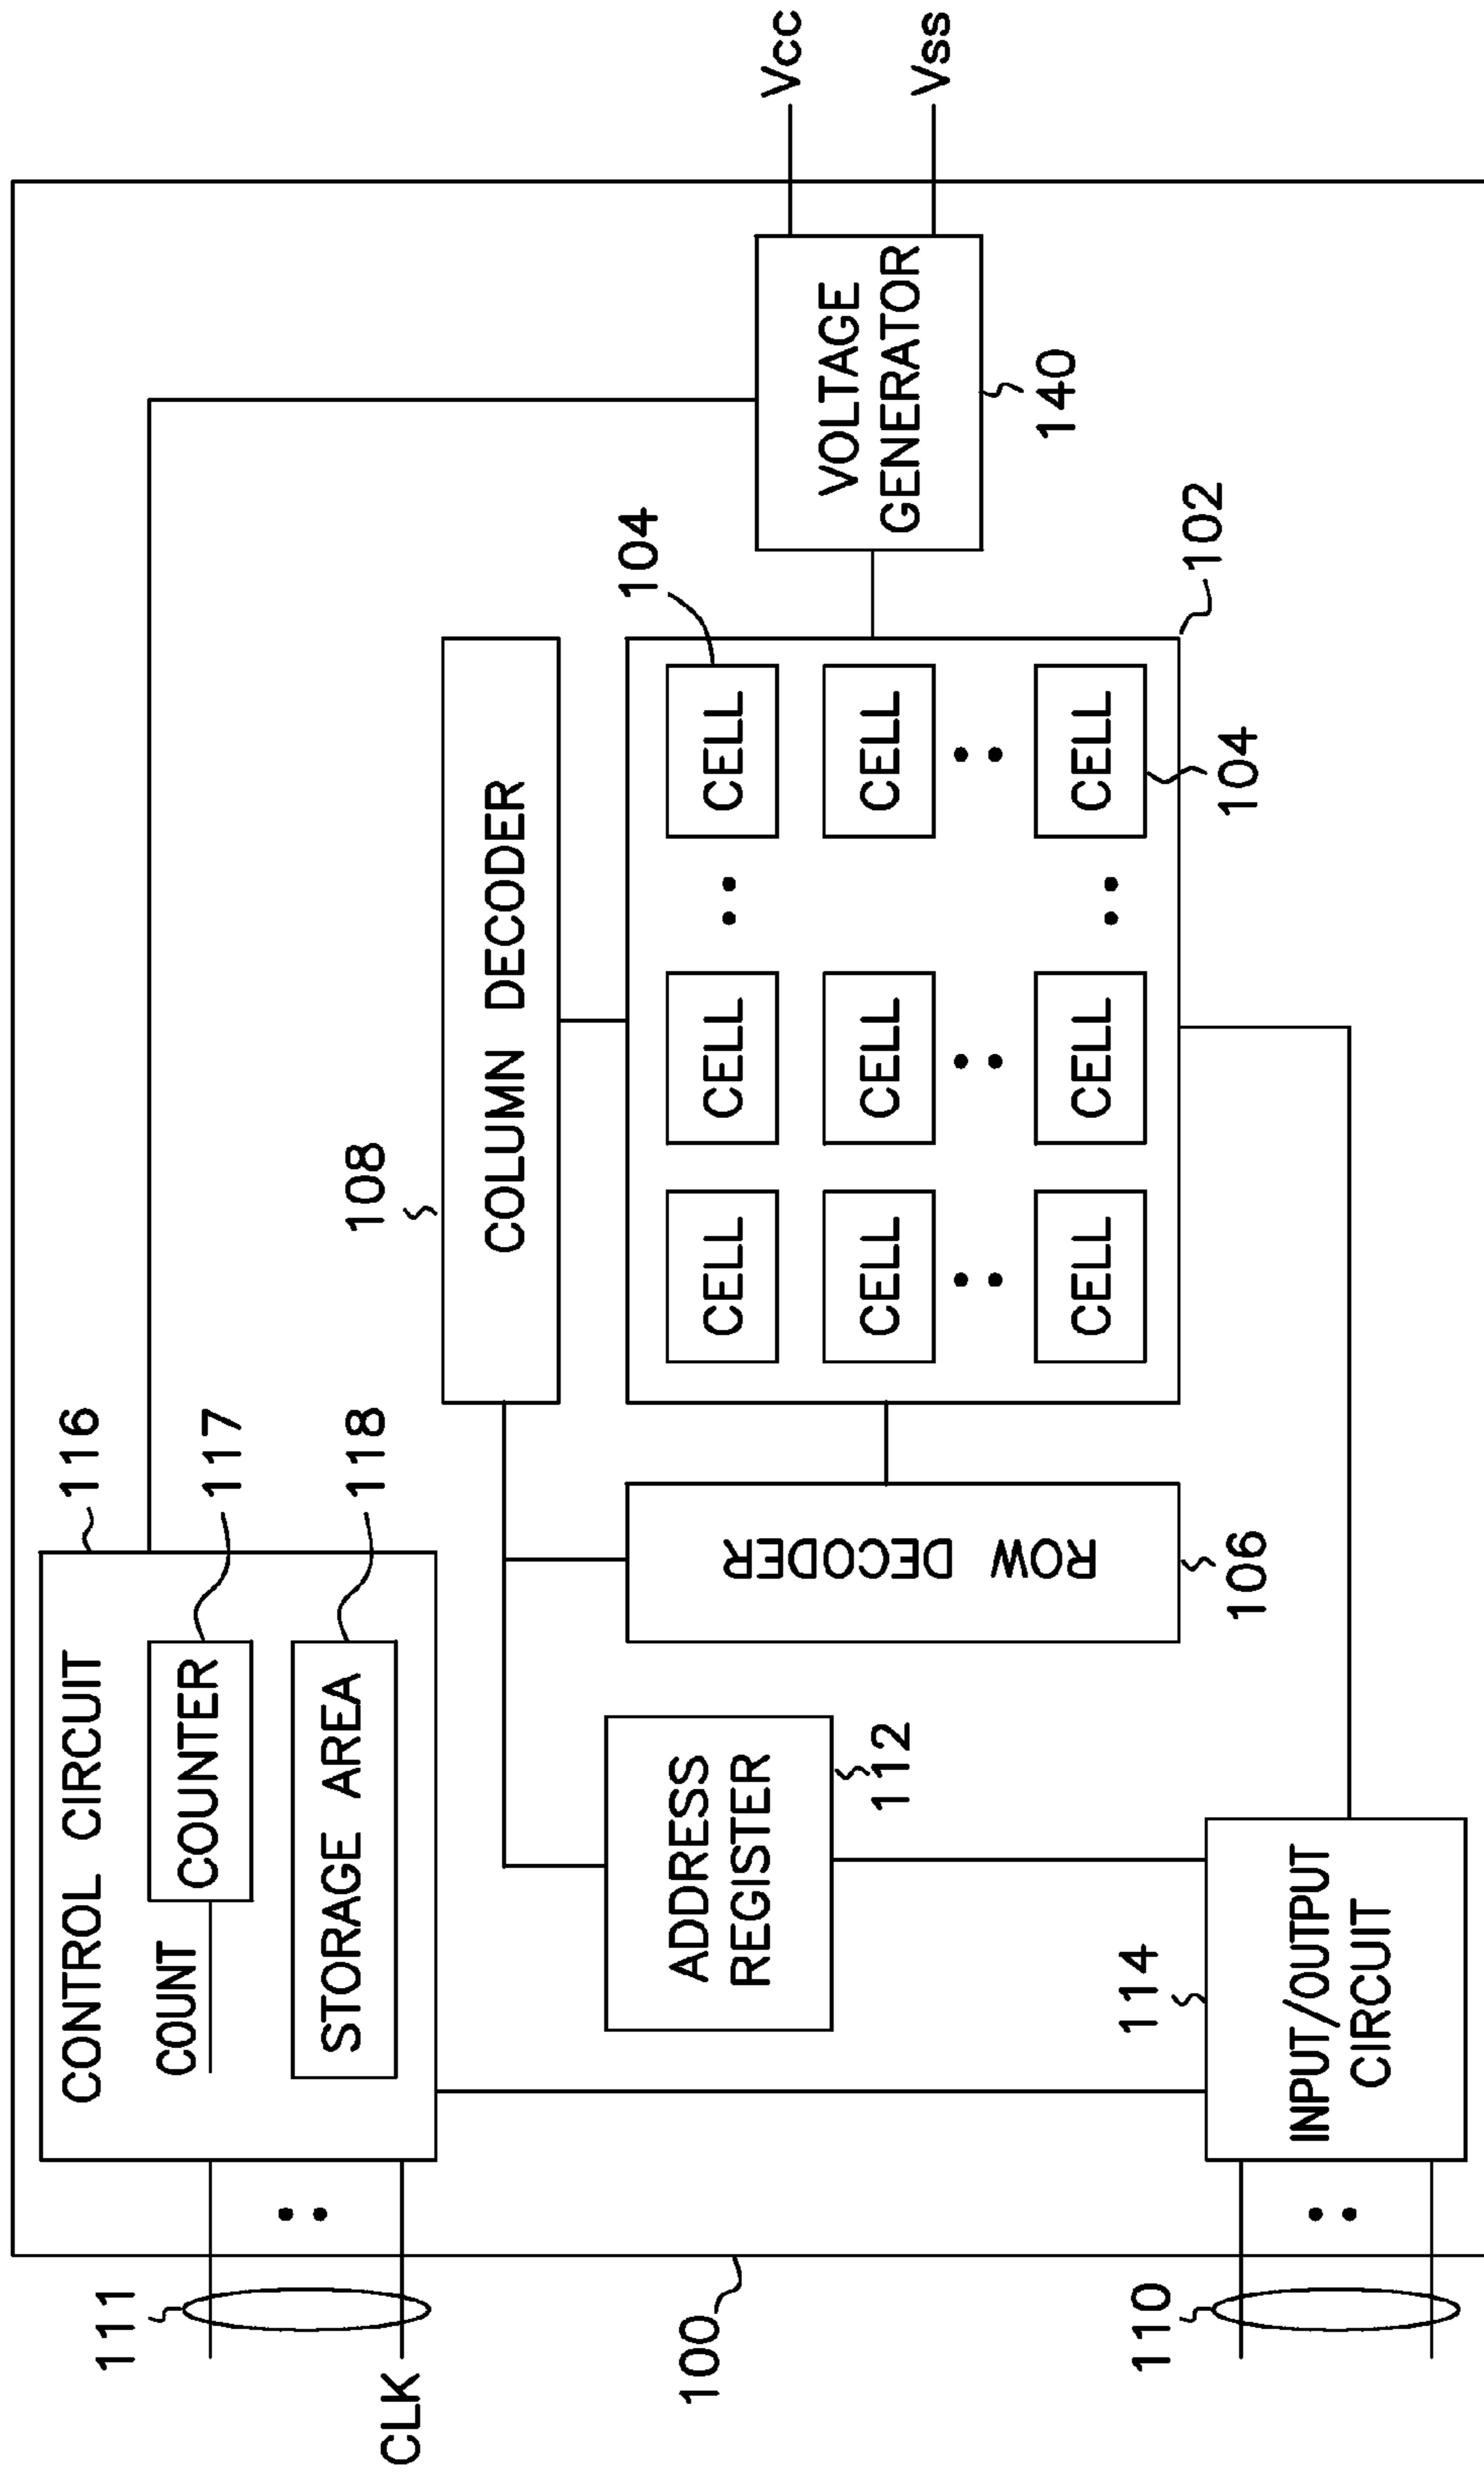 111
CLK
116
CONTROL CIRCUIT
COUNT
COUNTER
117
STORAGE AREA
118
108
COLUMN DECODER
104
CELL
CELL
CELL
CELL
CELL
CELL
CELL
CELL
CELL
104
102
ROW DECODER
106
ADDRESS
REGISTER
112
100
110
114
INPUT/OUTPUT
CIRCUIT
VOLTAGE
GENERATOR
140
Vcc
Vss